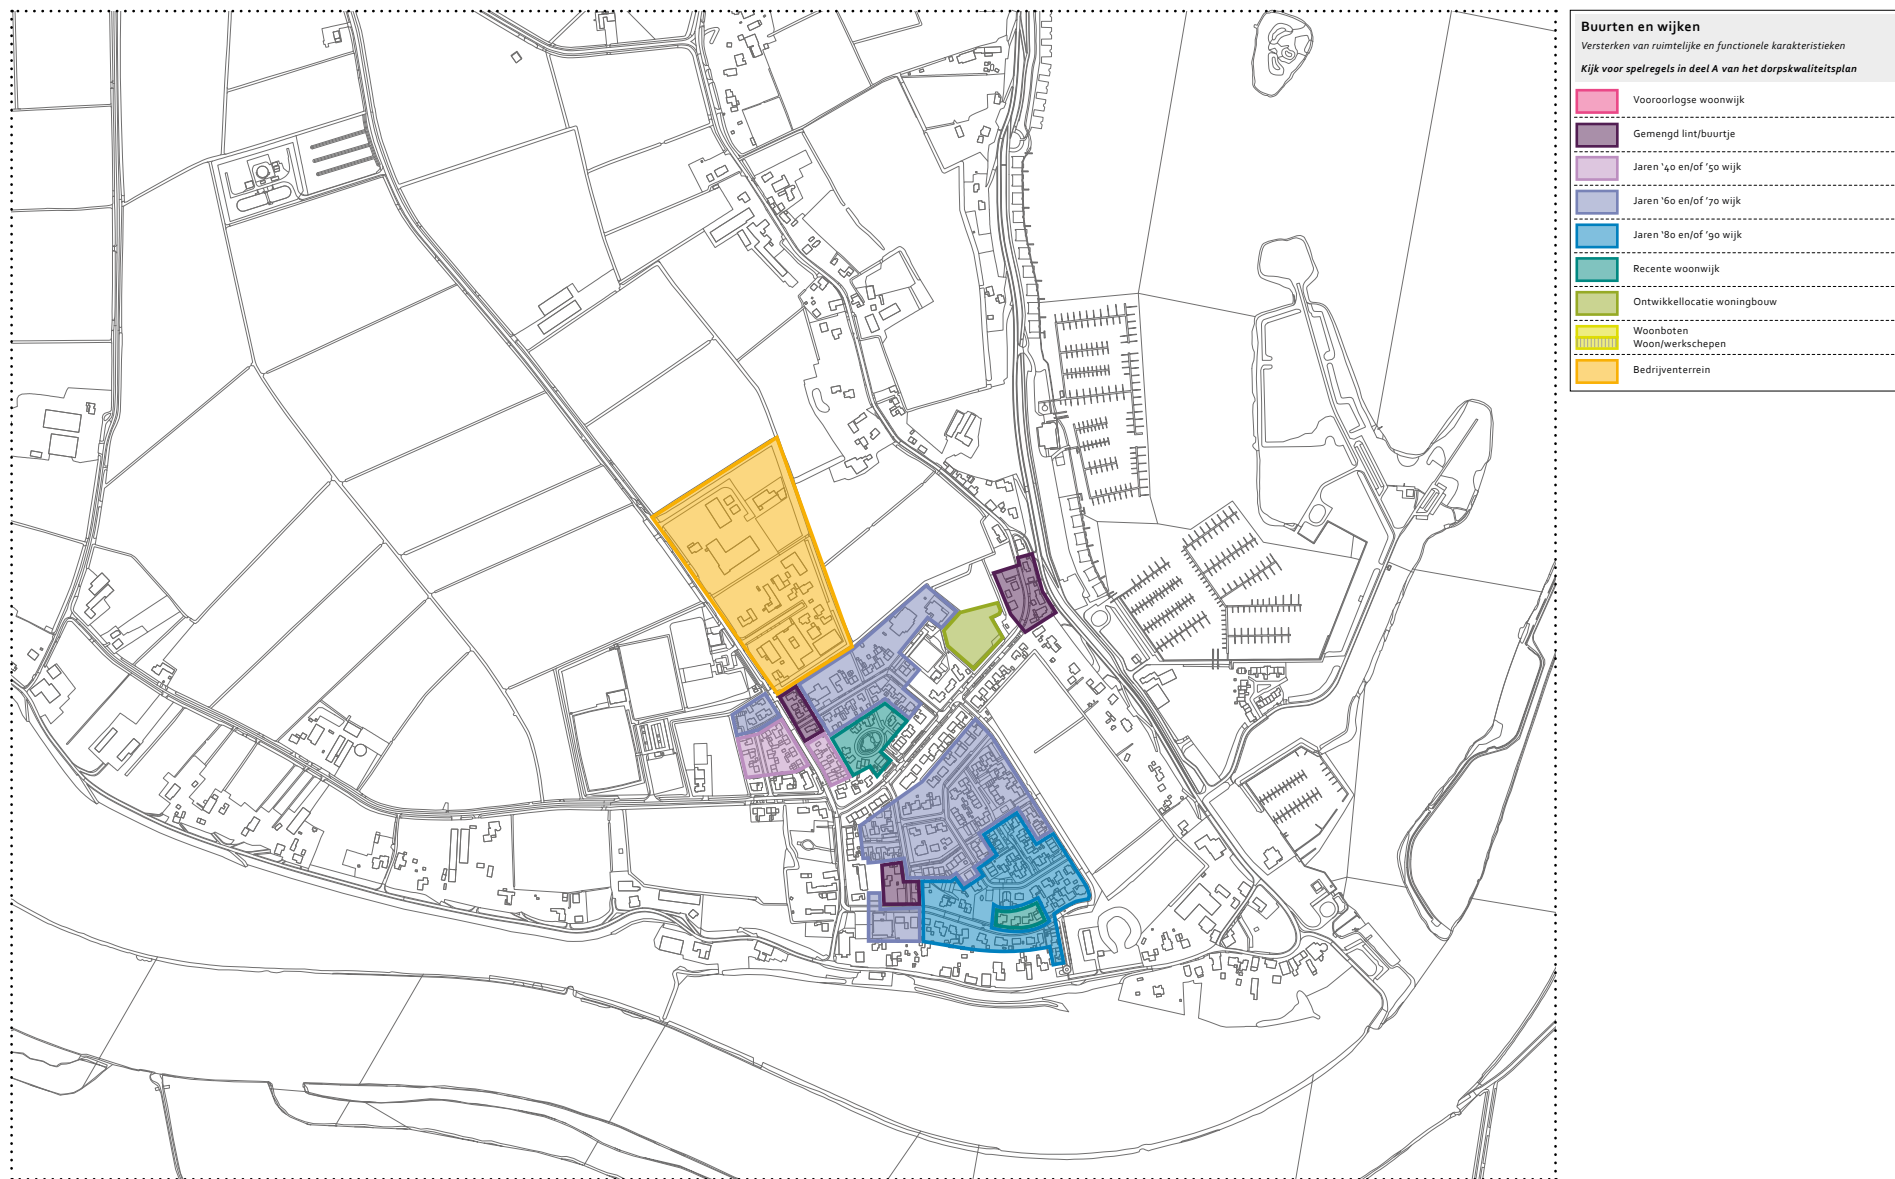 Buurten en wijken
Versterken van ruimtelijke en functionele karakteristieken
Kijk voor spelregels in deel A van het dorpskwaliteitsplan
Vooroorlogse woonwijk
Gemengd lint/buurtje
Jaren ‘40 en/of ’50 wijk
Jaren ‘60 en/of ’70 wijk
Jaren ‘80 en/of ’90 wijk
Recente woonwijk
Ontwikkellocatie woningbouw
Woonboten
Woon/werkschepen
Bedrijventerrein